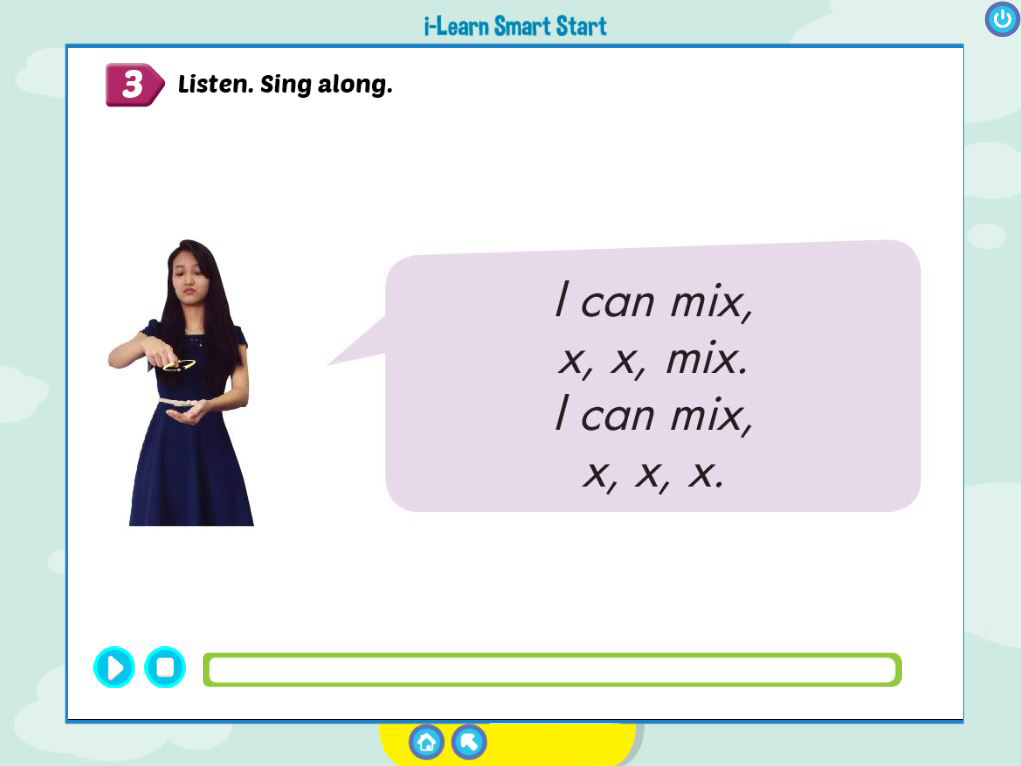 i-Learn Smart Start
3 Listen. Sing along.
I can mix,
x, x, mix.
I can mix,
x, x, x.